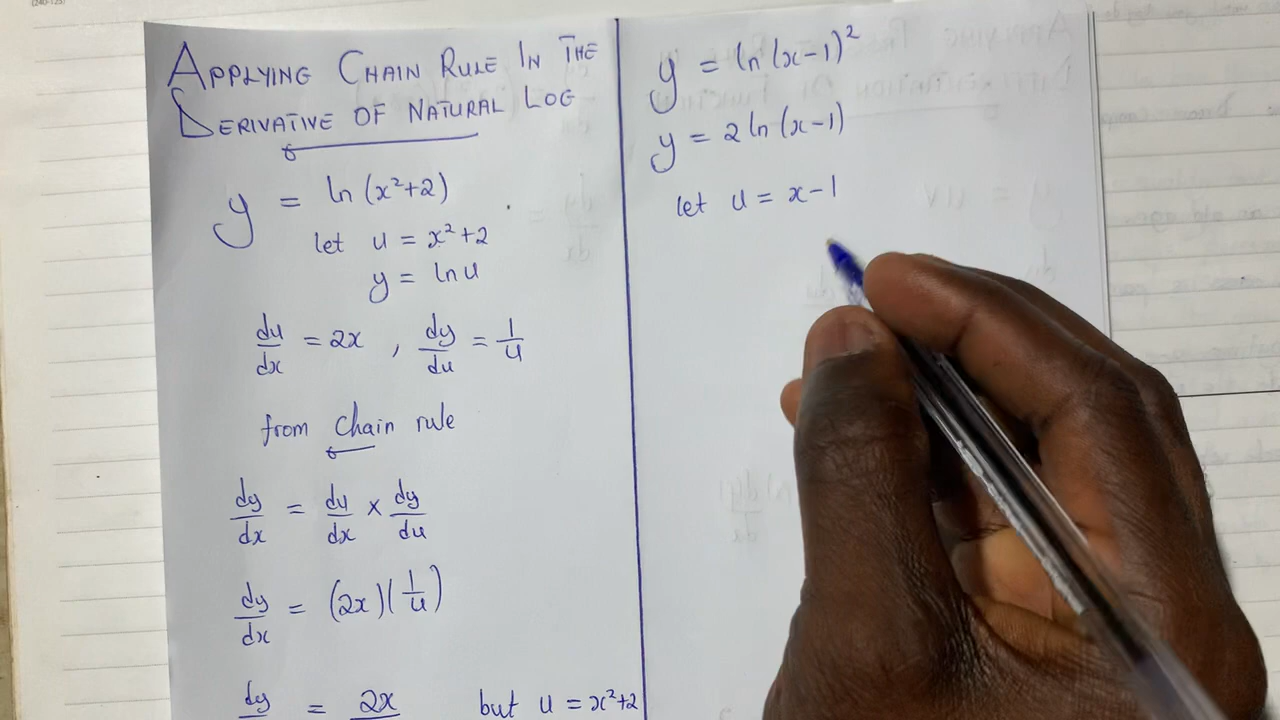 APPLYING CHAIN RULE IN THE
DERIVATIVE OF NATURAL LOG
y = ln (x²+2)
let u = x²+2
y = ln u
du/dx = 2x , dy/du = 1/u
from chain rule
dy/dx = du/dx × dy/du
dy/dx = (2x)(1/u)
dy = 2x but u = x²+2
y = ln (x-1)²
y = 2 ln (x-1)
let u = x-1